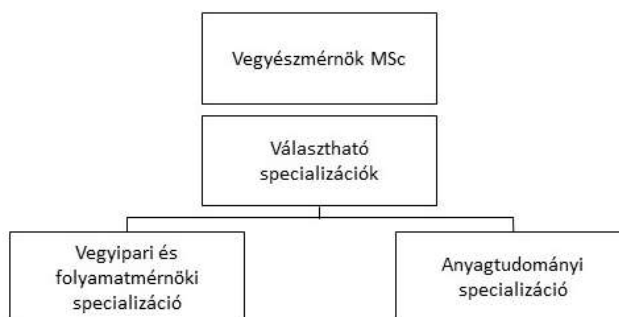 Vegyészmérnök MSc
Választható
specializációk
Vegyipari és
folyamatmérnöki
specializáció
Anyagtudományi
specializáció